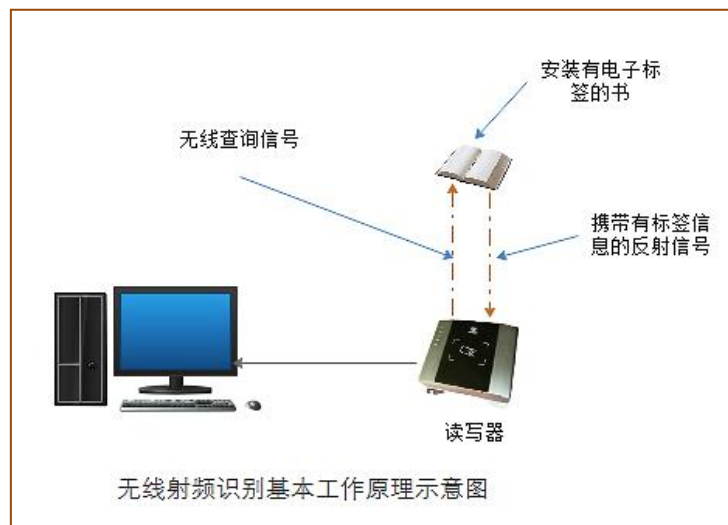 安装有电子标
签的书
无线查询信号
携带有标签信
息的反射信号
读写器
无线射频识别基本工作原理示意图